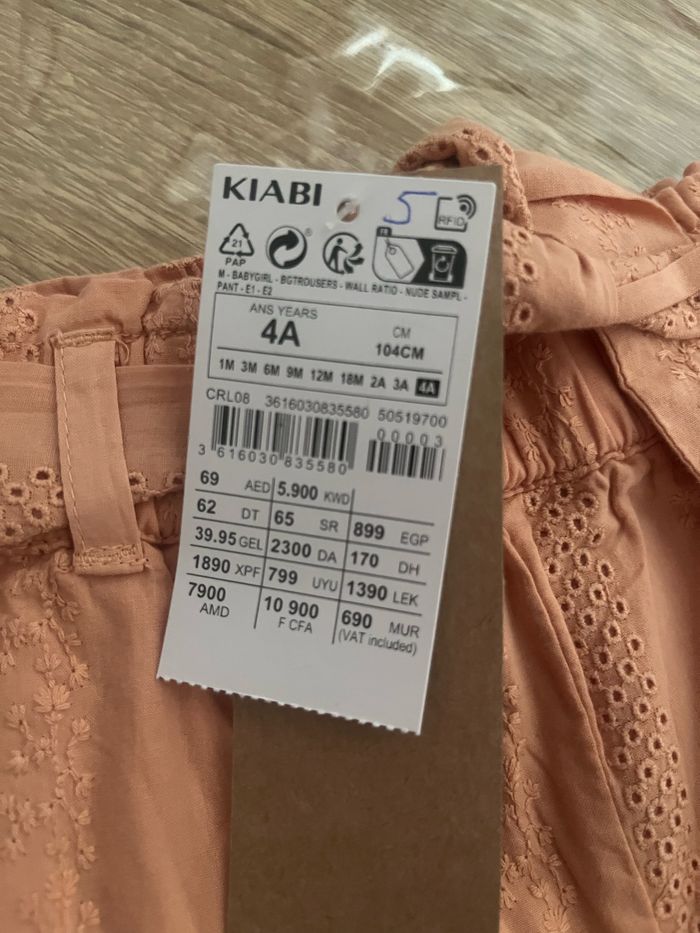 KIABI
5
RFID
21
PAP
FR
M - BABYGIRL - BGTROUSERS - WALL RATIO - NUDE SAMPL -
PANT - E1 - E2
ANS YEARS
4A
CM
104CM
1M 3M 6M 9M 12M 18M 2A 3A 4A
CRL08 3616030835580 50519700
00003
3 616030 835580
69 AED 5.900 KWD
62 DT 65 SR 899 EGP
39.95 GEL 2300 DA 170 DH
1890 XPF 799 UYU 1390 LEK
7900 AMD 10 900 F CFA 690 MUR
(VAT included)